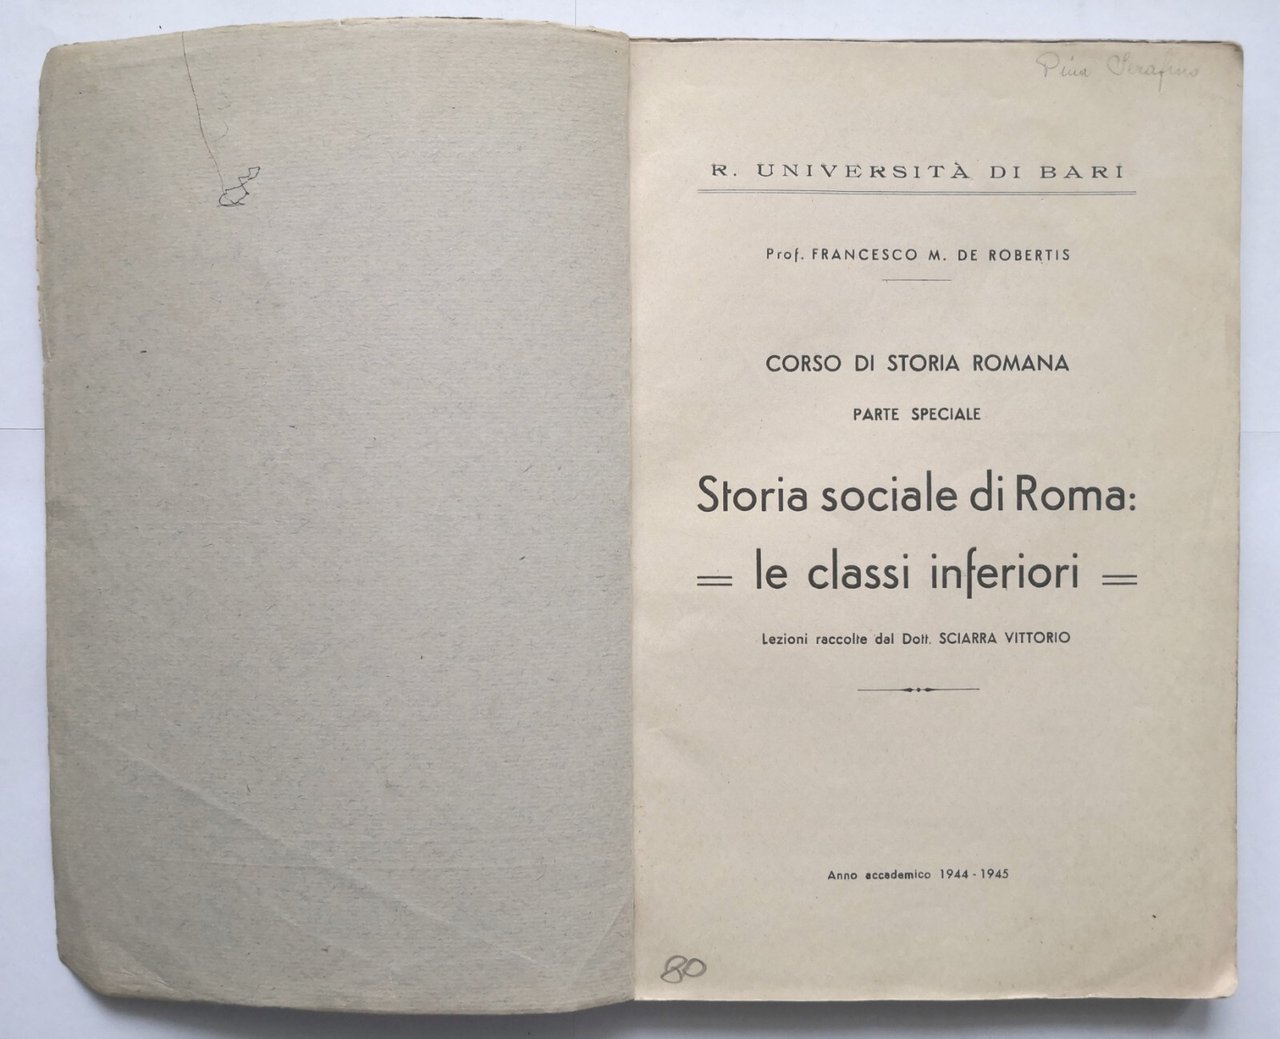 Pina Serafino
R. UNIVERSITÀ DI BARI
Prof. FRANCESCO M. DE ROBERTIS
CORSO DI STORIA ROMANA
PARTE SPECIALE
Storia sociale di Roma:
le classi inferiori
Lezioni raccolte dal Dott. SCIARRA VITTORIO
Anno accademico 1944-1945
80